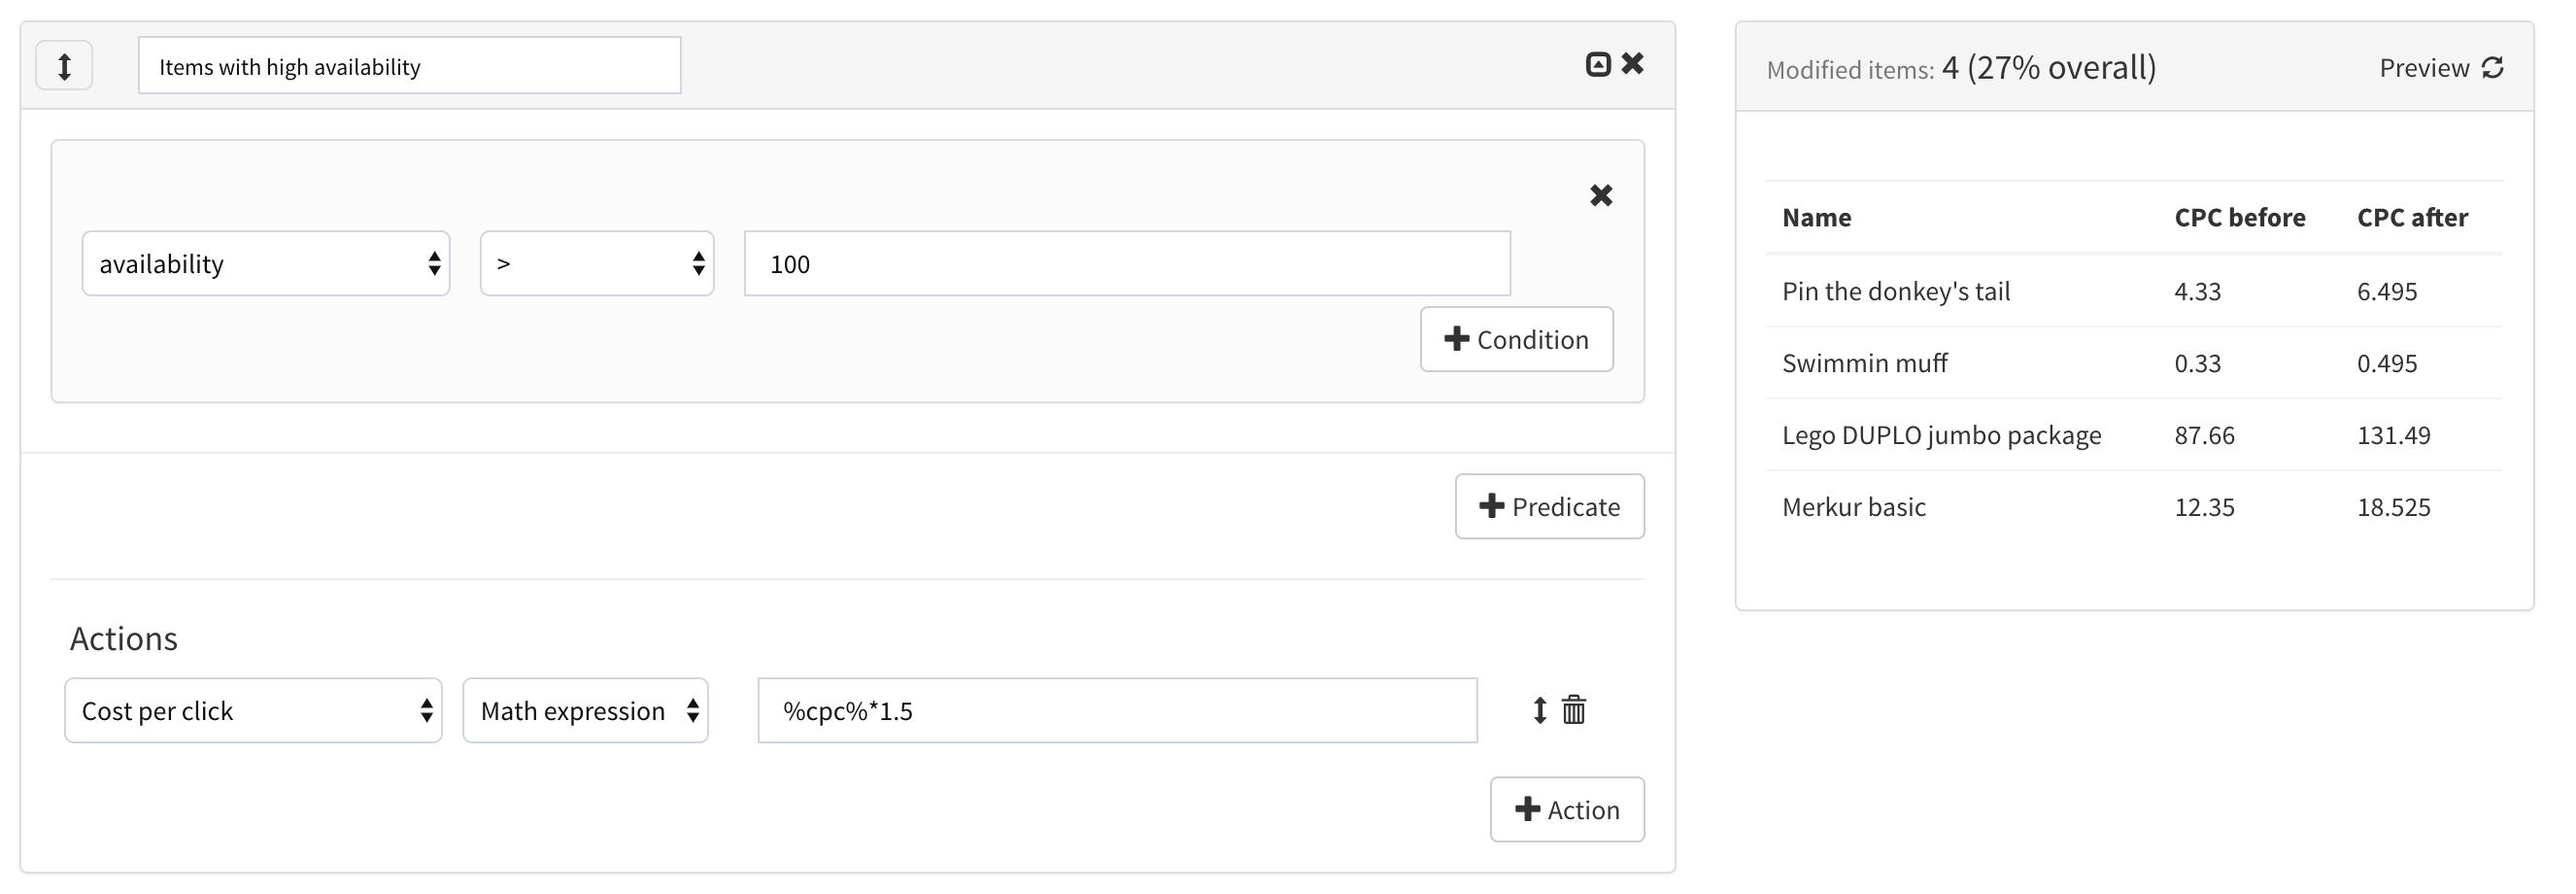 Items with high availability
availability > 100
Condition
Predicate
Actions
Cost per click Math expression %cpc%*1.5
Action
Modified items: 4 (27% overall) Preview
Name CPC before CPC after
Pin the donkey's tail 4.33 6.495
Swimmin muff 0.33 0.495
Lego DUPLO jumbo package 87.66 131.49
Merkur basic 12.35 18.525